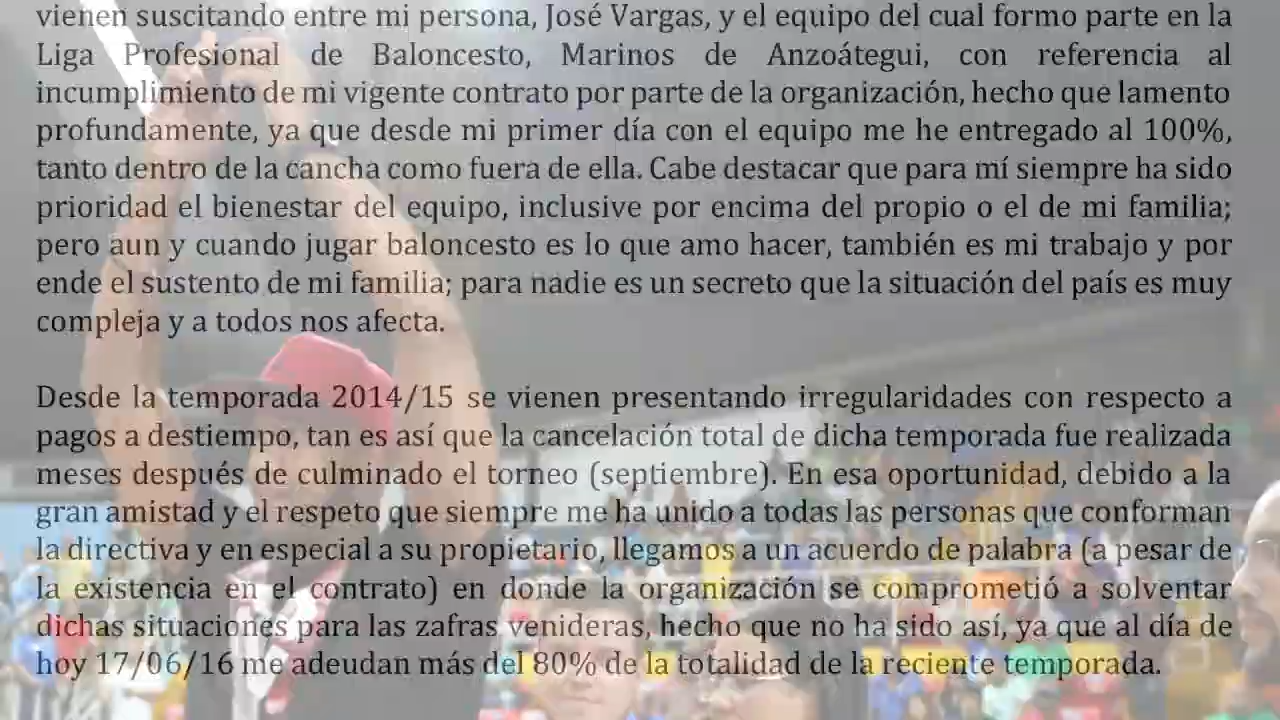 vienen suscitando entre mi persona, José Vargas, y el equipo del cual formo parte en la
Liga Profesional de Baloncesto, Marinos de Anzoátegui, con referencia al
incumplimiento de mi vigente contrato por parte de la organización, hecho que lamento
profundamente, ya que desde mi primer día con el equipo me he entregado al 100%,
tanto dentro de la cancha como fuera de ella. Cabe destacar que para mí siempre ha sido
prioridad el bienestar del equipo, inclusive por encima del propio o el de mi familia;
pero aun y cuando jugar baloncesto es lo que amo hacer, también es mi trabajo y por
ende el sustento de mi familia; para nadie es un secreto que la situación del país es muy
compleja y a todos nos afecta.
Desde la temporada 2014/15 se vienen presentando irregularidades con respecto a
pagos a destiempo, tan es así que la cancelación total de dicha temporada fue realizada
meses después de culminado el torneo (septiembre). En esa oportunidad, debido a la
gran amistad y el respeto que siempre me ha unido a todas las personas que conforman
la directiva y en especial a su propietario, llegamos a un acuerdo de palabra (a pesar de
la existencia en el contrato) en donde la organización se comprometió a solventar
dichas situaciones para las zafras venideras, hecho que no ha sido así, ya que al día de
hoy 17/06/16 me adeudan más del 80% de la totalidad de la reciente temporada.